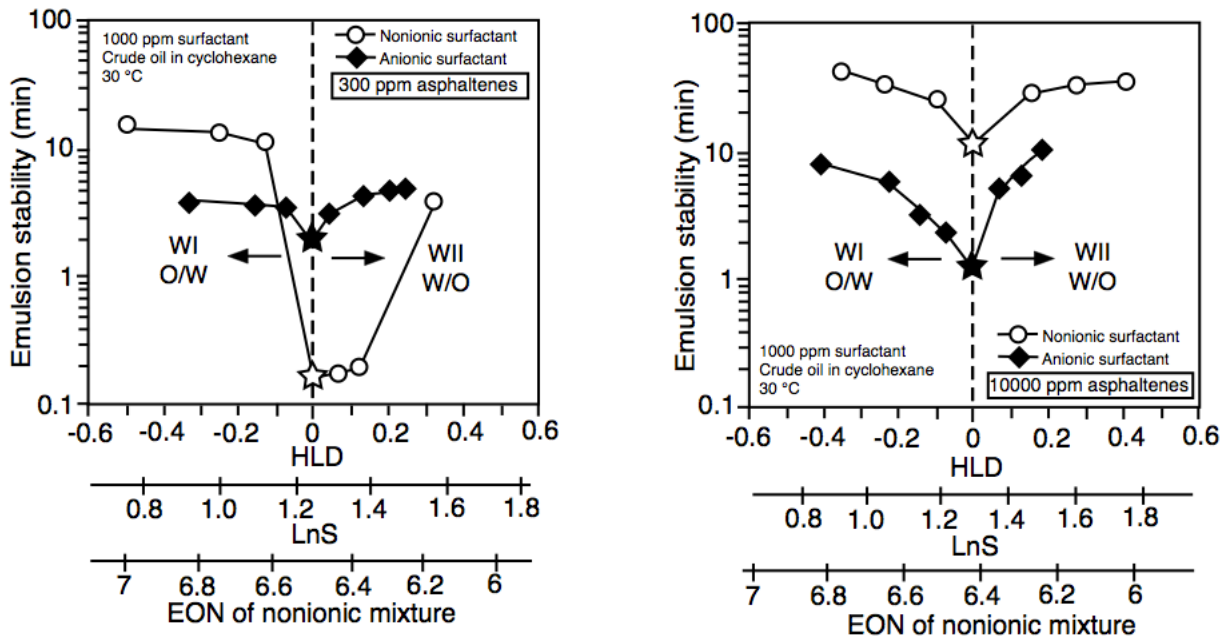 100
1000 ppm surfactant
Crude oil in cyclohexane
30 °C
Nonionic surfactant
Anionic surfactant
300 ppm asphaltenes
Emulsion stability (min)
10
1
0.1
WI
O/W
WII
W/O
-0.6 -0.4 -0.2 0 0.2 0.4 0.6
HLD
0.8 1.0 1.2 1.4 1.6 1.8
LnS
7 6.8 6.6 6.4 6.2 6
EON of nonionic mixture
100
Emulsion stability (min)
10
1
0.1
WI
O/W
WII
W/O
1000 ppm surfactant
Crude oil in cyclohexane
30 °C
Nonionic surfactant
Anionic surfactant
10000 ppm asphaltenes
-0.6 -0.4 -0.2 0 0.2 0.4 0.6
HLD
0.8 1.0 1.2 1.4 1.6 1.8
LnS
7 6.8 6.6 6.4 6.2 6
EON of nonionic mixture